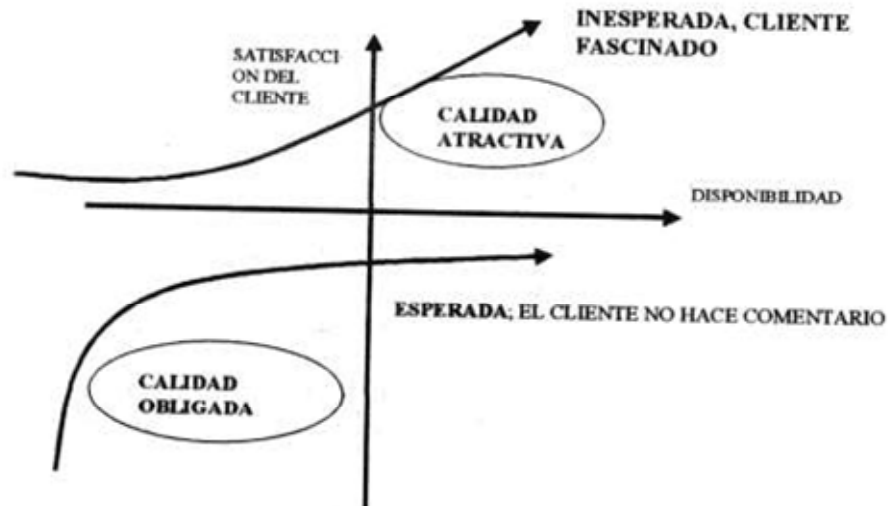 INESPERADA, CLIENTE
FASCINADO
SATISFACCI-
ON DEL
CLIENTE
CALIDAD
ATRACTIVA
DISPONIBILIDAD
ESPERADA; EL CLIENTE NO HACE COMENTARIO
CALIDAD
OBLIGADA